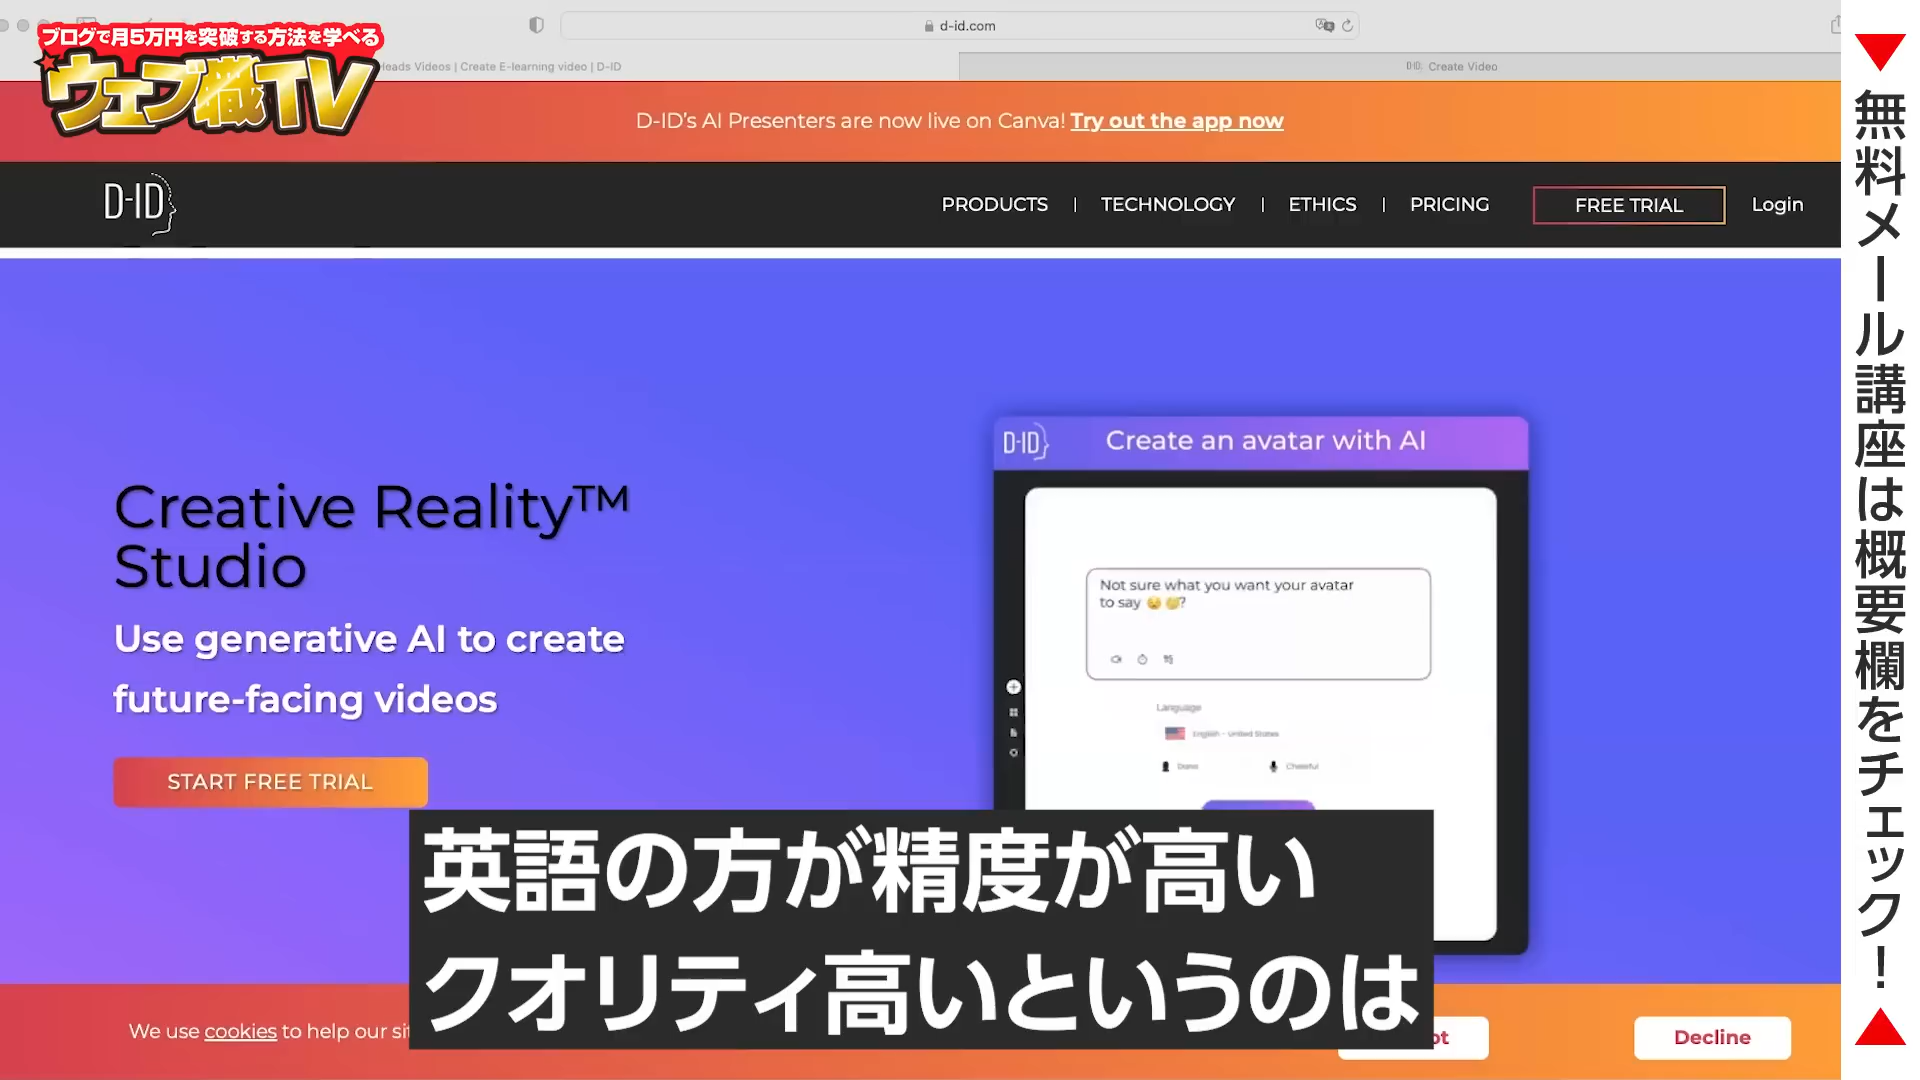 ブログで月5万円を突破する方法を学べる
ウェブ職TV
d-id.com
eads Videos | Create E-learning video | D-ID
D-ID Create Video
D-ID's AI Presenters are now live on Canva! Try out the app now
D-ID
PRODUCTS | TECHNOLOGY | ETHICS | PRICING
FREE TRIAL
Login
Creative Reality™
Studio
Use generative AI to create
future-facing videos
START FREE TRIAL
D-ID
Create an avatar with AI
Not sure what you want your avatar
to say 😉 😕?
Language
English - United States
Cheerful
英語の方が精度が高い
クオリティ高いというのは
We use cookies to help our si
pt
Decline
▼無料メール講座は概要欄をチェック!▲